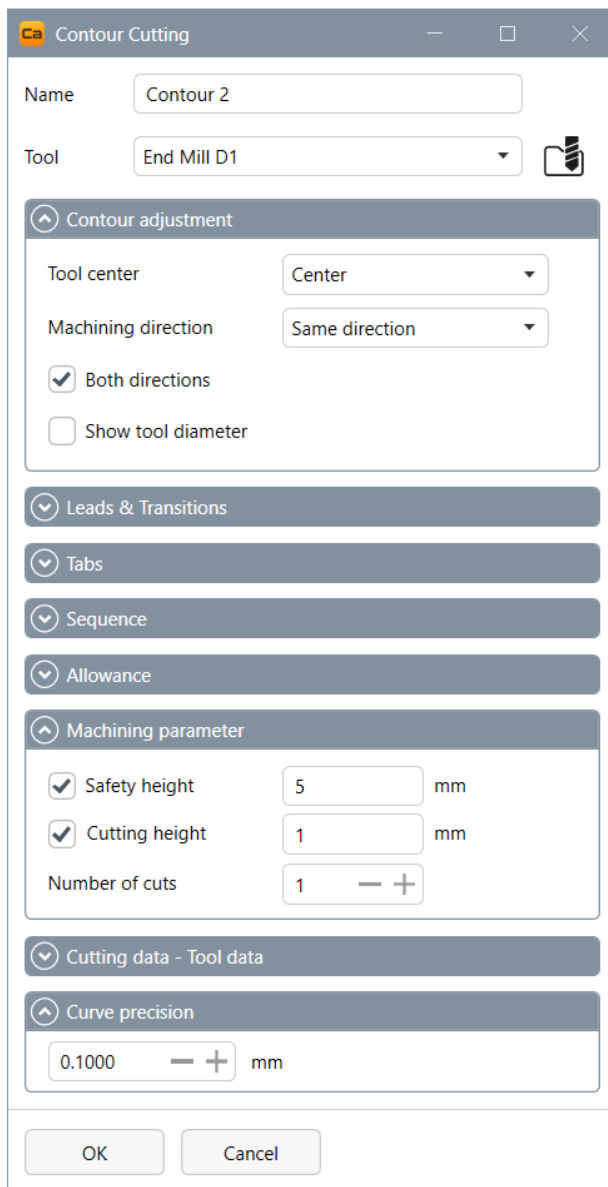 Ca Contour Cutting
Name Contour 2
Tool End Mill D1
Contour adjustment
Tool center Center
Machining direction Same direction
Both directions
Show tool diameter
Leads & Transitions
Tabs
Sequence
Allowance
Machining parameter
Safety height 5 mm
Cutting height 1 mm
Number of cuts 1
Cutting data - Tool data
Curve precision
0.1000 mm
OK Cancel